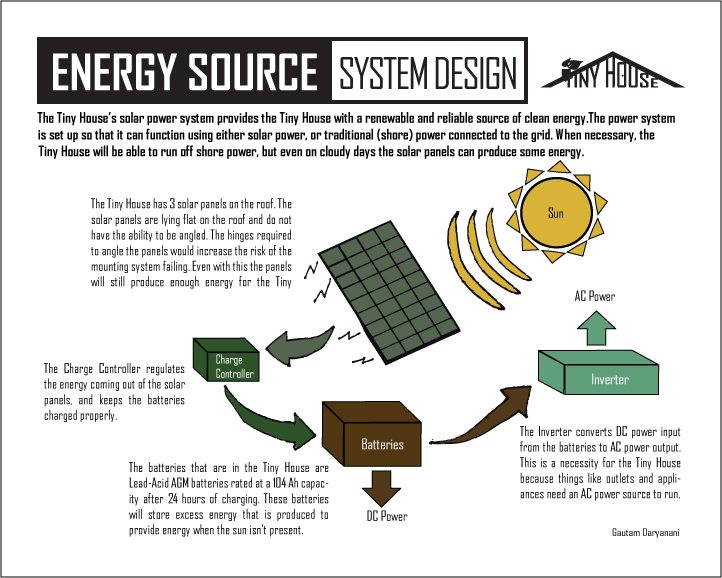 ENERGY SOURCE SYSTEM DESIGN
TINY HOUSE
The Tiny House's solar power system provides the Tiny House with a renewable and reliable source of clean energy.The power system
is set up so that it can function using either solar power, or traditional (shore) power connected to the grid. When necessary, the
Tiny House will be able to run off shore power, but even on cloudy days the solar panels can produce some energy.
The Tiny House has 3 solar panels on the roof. The
solar panels are lying flat on the roof and do not
have the ability to be angled. The hinges required
to angle the panels would increase the risk of the
mounting system failing. Even with this the panels
will still produce enough energy for the Tiny
Sun
AC Power
Charge
Controller
Inverter
The Charge Controller regulates
the energy coming out of the solar
panels, and keeps the batteries
charged properly.
Batteries
The Inverter converts DC power input
from the batteries to AC power output.
This is a necessity for the Tiny House
because things like outlets and appli-
ances need an AC power source to run.
The batteries that are in the Tiny House are
Lead-Acid AGM batteries rated at a 104 Ah capac-
ity after 24 hours of charging. These batteries
will store excess energy that is produced to
provide energy when the sun isn't present.
DC Power
Gautam Daryanani